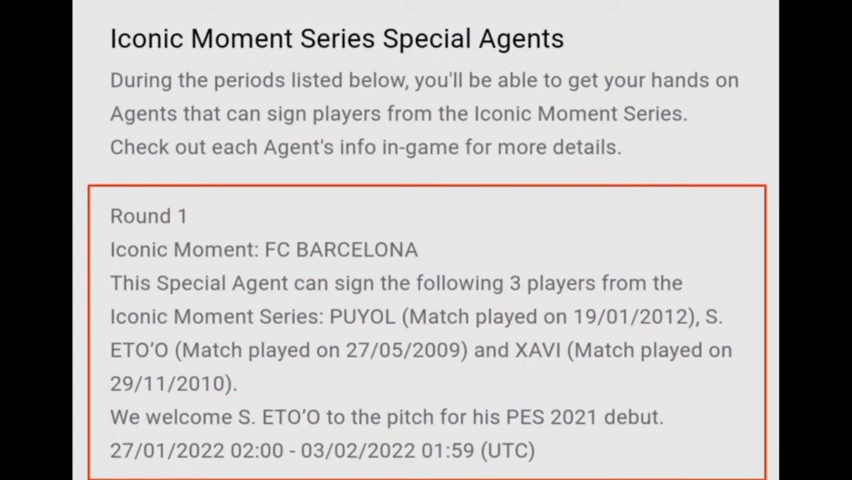 Iconic Moment Series Special Agents
During the periods listed below, you'll be able to get your hands on
Agents that can sign players from the Iconic Moment Series.
Check out each Agent's info in-game for more details.
Round 1
Iconic Moment: FC BARCELONA
This Special Agent can sign the following 3 players from the
Iconic Moment Series: PUYOL (Match played on 19/01/2012), S.
ETO’O (Match played on 27/05/2009) and XAVI (Match played on
29/11/2010).
We welcome S. ETO’O to the pitch for his PES 2021 debut.
27/01/2022 02:00 - 03/02/2022 01:59 (UTC)